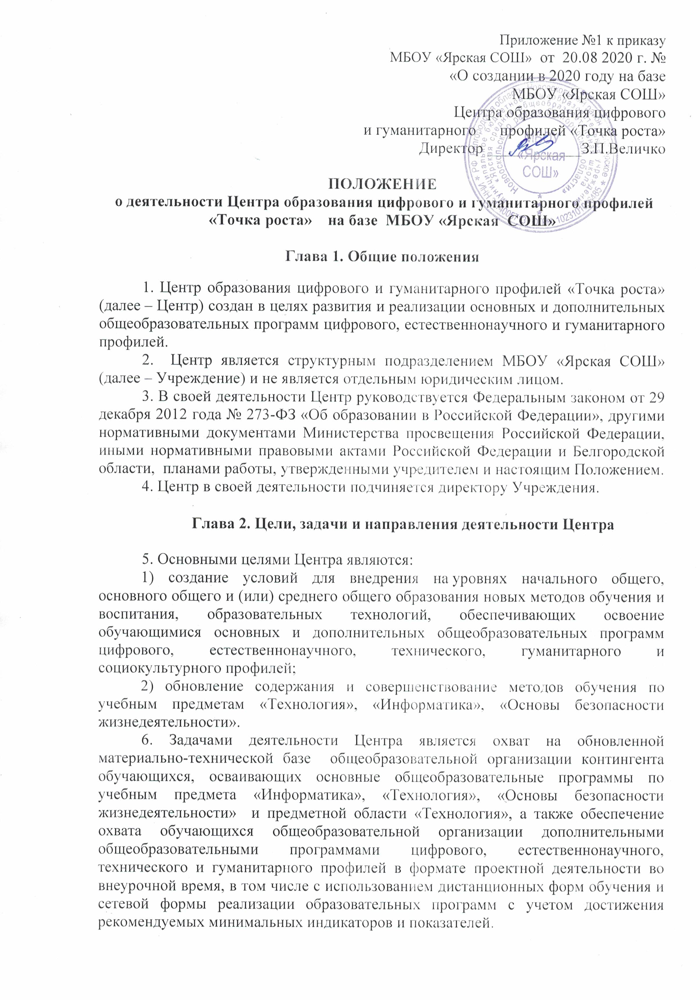 Приложение №1 к приказу
МБОУ «Ярская СОШ» от 20.08 2020 г. №
«О создании в 2020 году на базе
МБОУ «Ярская СОШ»
Центра образования цифрового
и гуманитарного профилей «Точка роста»
Директор ______________З.П.Величко
МБОУ
«Ярская
СОШ»
ПОЛОЖЕНИЕ
о деятельности Центра образования цифрового и гуманитарного профилей
«Точка роста» на базе МБОУ «Ярская СОШ»
Глава 1. Общие положения
1. Центр образования цифрового и гуманитарного профилей «Точка роста»
(далее – Центр) создан в целях развития и реализации основных и дополнительных
общеобразовательных программ цифрового, естественнонаучного и гуманитарного
профилей.
2. Центр является структурным подразделением МБОУ «Ярская СОШ»
(далее – Учреждение) и не является отдельным юридическим лицом.
3. В своей деятельности Центр руководствуется Федеральным законом от 29
декабря 2012 года № 273-ФЗ «Об образовании в Российской Федерации», другими
нормативными документами Министерства просвещения Российской Федерации,
иными нормативными правовыми актами Российской Федерации и Белгородской
области, планами работы, утвержденными учредителем и настоящим Положением.
4. Центр в своей деятельности подчиняется директору Учреждения.
Глава 2. Цели, задачи и направления деятельности Центра
5. Основными целями Центра являются:
1) создание условий для внедрения на уровнях начального общего,
основного общего и (или) среднего общего образования новых методов обучения и
воспитания, образовательных технологий, обеспечивающих освоение
обучающимися основных и дополнительных общеобразовательных программ
цифрового, естественнонаучного, технического, гуманитарного и
социокультурного профилей;
2) обновление содержания и совершенствование методов обучения по
учебным предметам «Технология», «Информатика», «Основы безопасности
жизнедеятельности».
6. Задачами деятельности Центра является охват на обновленной
материально-технической базе общеобразовательной организации контингента
обучающихся, осваивающих основные общеобразовательные программы по
учебным предмета «Информатика», «Технология», «Основы безопасности
жизнедеятельности» и предметной области «Технология», а также обеспечение
охвата обучающихся общеобразовательной организации дополнительными
общеобразовательными программами цифрового, естественнонаучного,
технического и гуманитарного профилей в формате проектной деятельности во
внеурочной время, в том числе с использованием дистанционных форм обучения и
сетевой формы реализации образовательных программ с учетом достижения
рекомендуемых минимальных индикаторов и показателей.